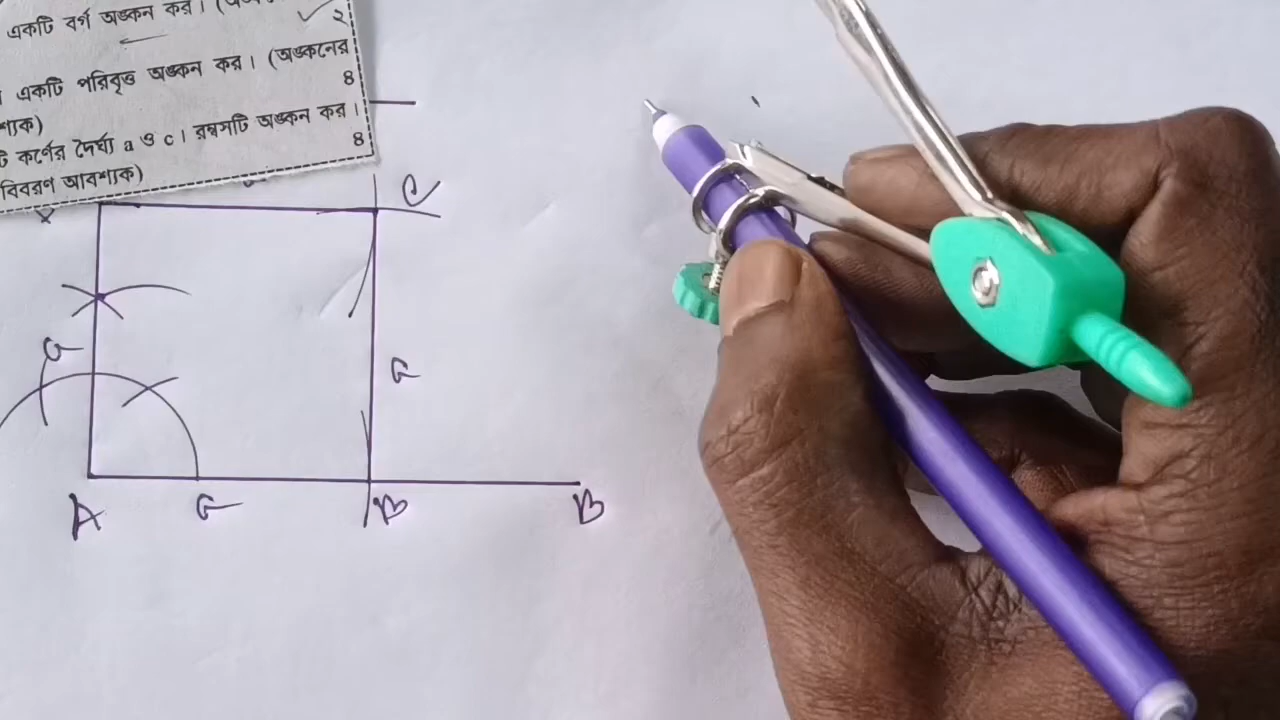 একটি বর্গ অঙ্কন কর।
২
একটি পরিবৃত্ত অঙ্কন কর। (অঙ্কনের
৪
শ্যক)
টি কর্ণের দৈর্ঘ্য a ও c। রম্বসটি অঙ্কন কর।
বিবরণ আবশ্যক)
৪
C
a
a
A
a
B
B